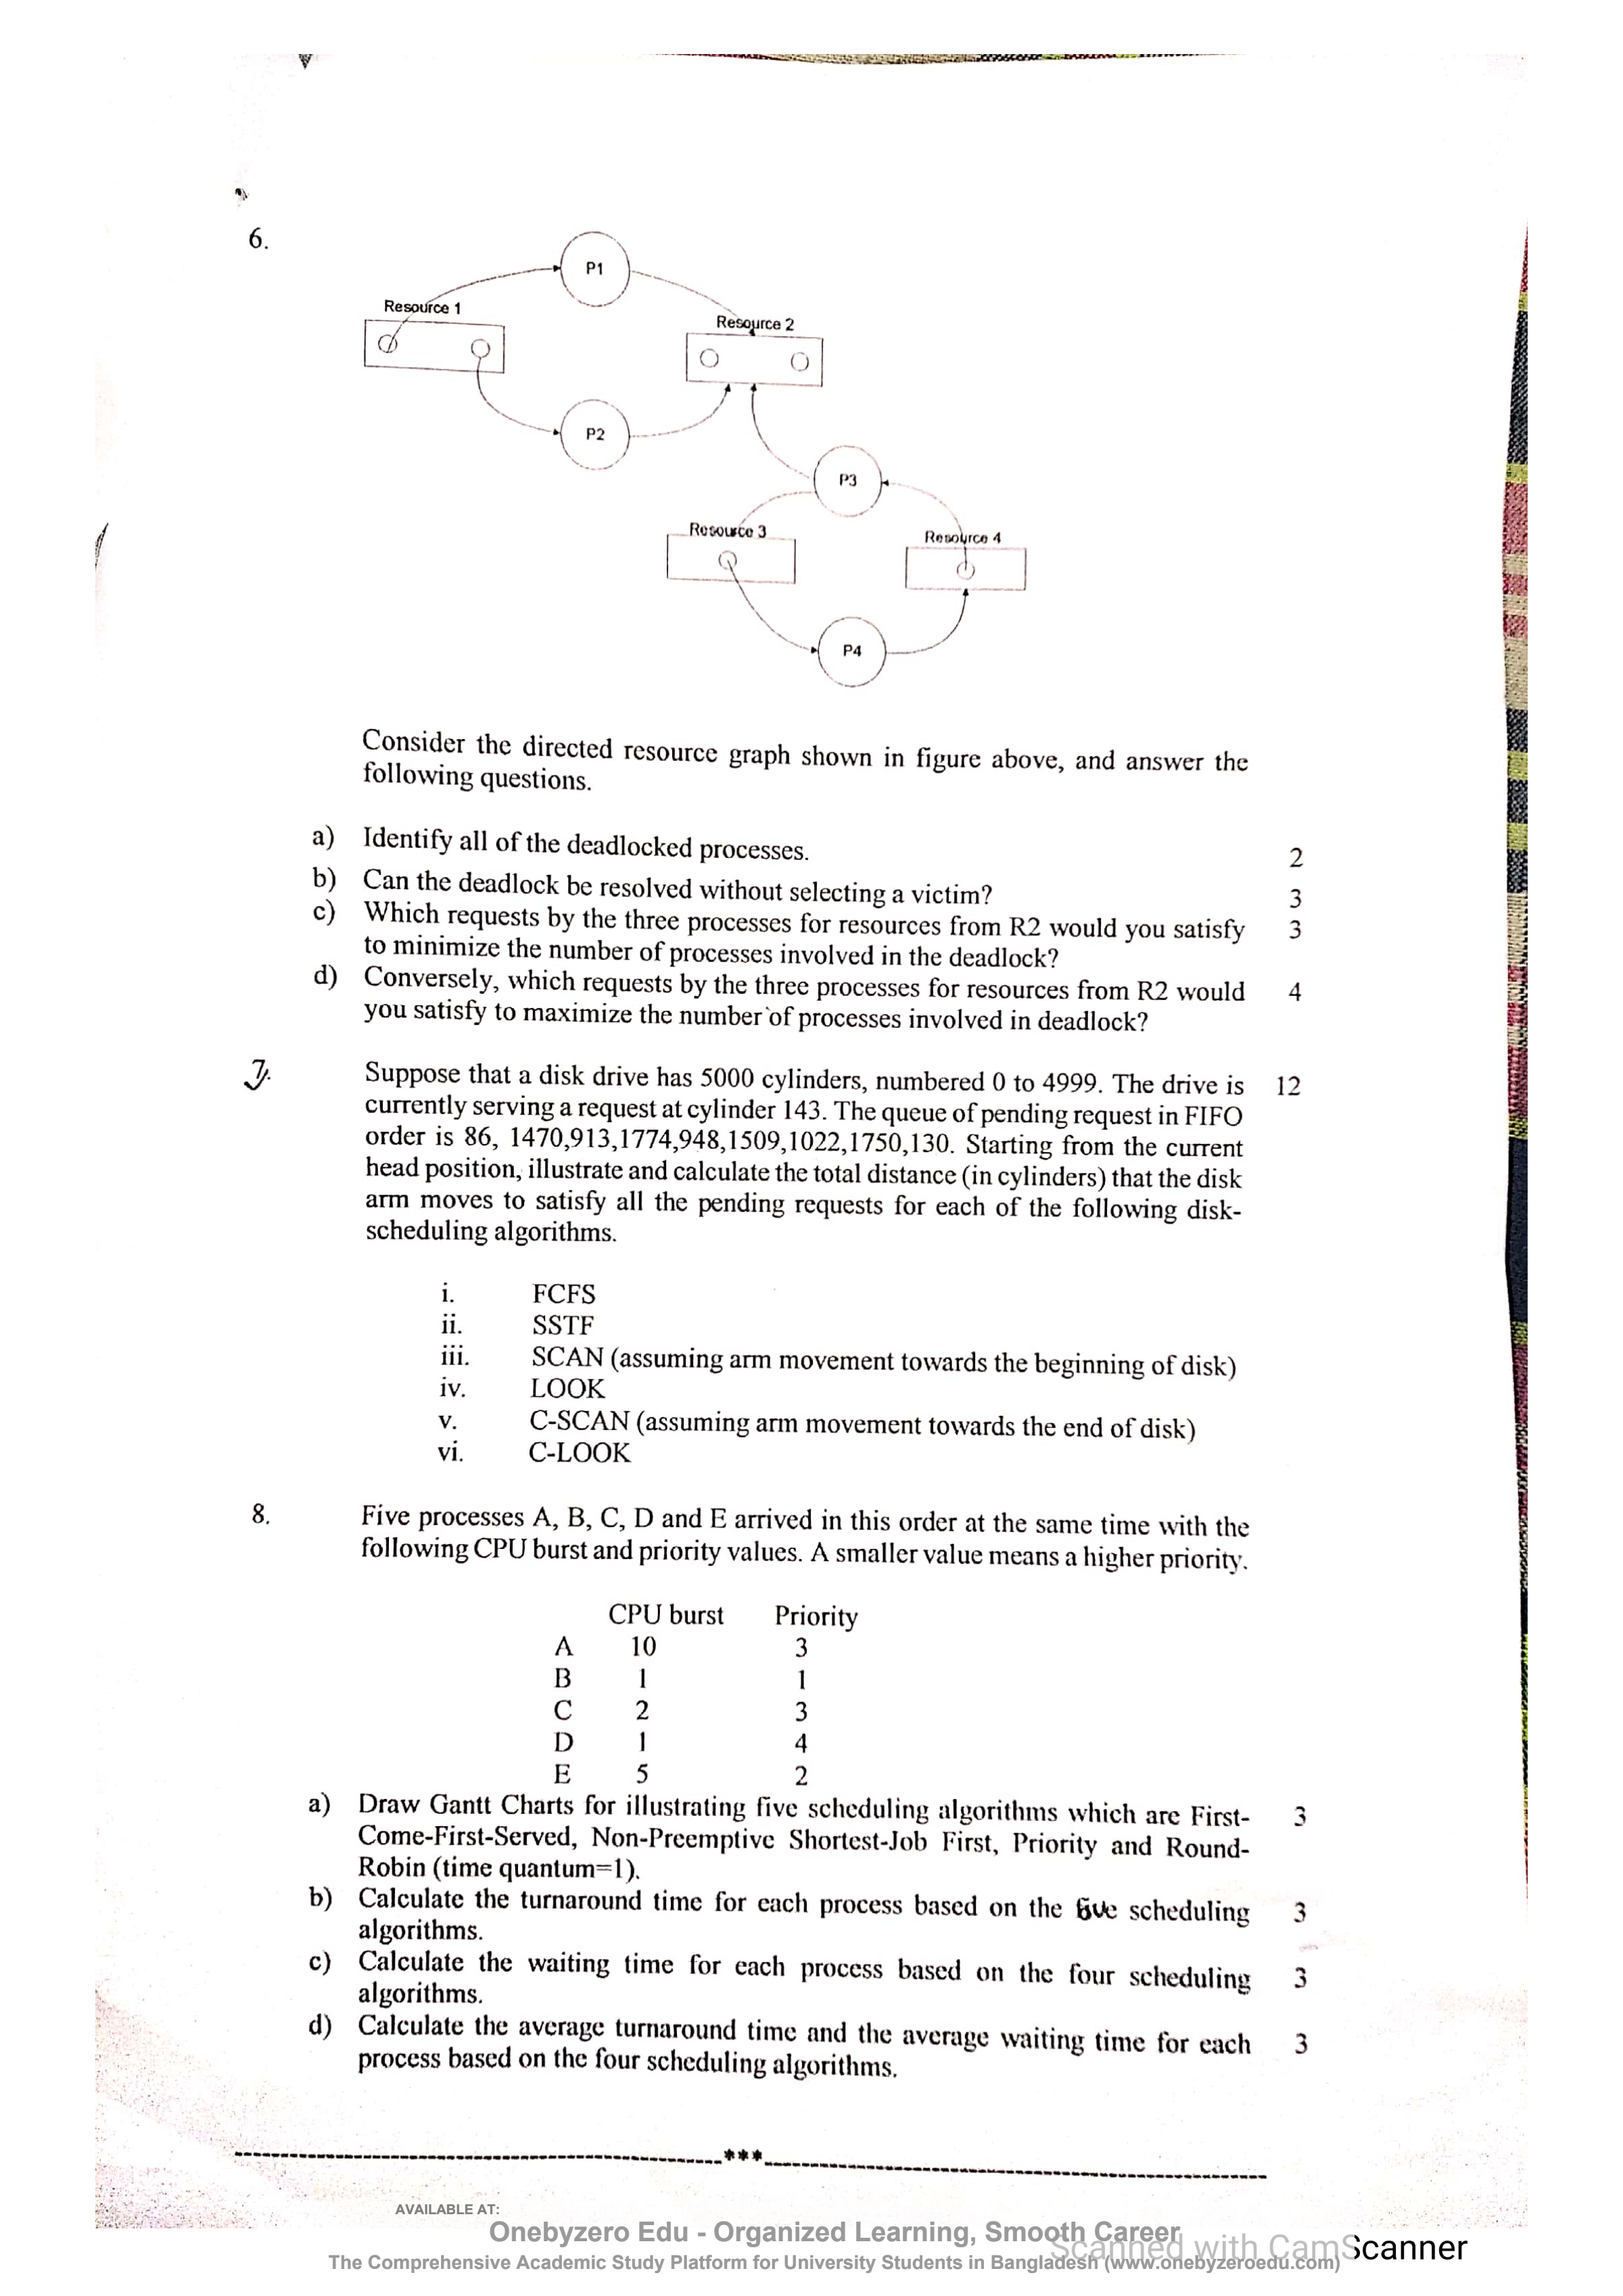 6.
P1
Resource 1
Resource 2
P2
P3
Resource 3
Resource 4
P4
Consider the directed resource graph shown in figure above, and answer the
following questions.
a) Identify all of the deadlocked processes. 2
b) Can the deadlock be resolved without selecting a victim? 3
c) Which requests by the three processes for resources from R2 would you satisfy 3
to minimize the number of processes involved in the deadlock?
d) Conversely, which requests by the three processes for resources from R2 would 4
you satisfy to maximize the number of processes involved in deadlock?
7. Suppose that a disk drive has 5000 cylinders, numbered 0 to 4999. The drive is 12
currently serving a request at cylinder 143. The queue of pending request in FIFO
order is 86, 1470,913,1774,948,1509,1022,1750,130. Starting from the current
head position, illustrate and calculate the total distance (in cylinders) that the disk
arm moves to satisfy all the pending requests for each of the following disk-
scheduling algorithms.
i. FCFS
ii. SSTF
iii. SCAN (assuming arm movement towards the beginning of disk)
iv. LOOK
v. C-SCAN (assuming arm movement towards the end of disk)
vi. C-LOOK
8. Five processes A, B, C, D and E arrived in this order at the same time with the
following CPU burst and priority values. A smaller value means a higher priority.
CPU burst Priority
A 10 3
B 1 1
C 2 3
D 1 4
E 5 2
a) Draw Gantt Charts for illustrating five scheduling algorithms which are First- 3
Come-First-Served, Non-Preemptive Shortest-Job First, Priority and Round-
Robin (time quantum=1).
b) Calculate the turnaround time for each process based on the five scheduling 3
algorithms.
c) Calculate the waiting time for each process based on the four scheduling 3
algorithms.
d) Calculate the average turnaround time and the average waiting time for each 3
process based on the four scheduling algorithms.
***
AVAILABLE AT:
Onebyzero Edu - Organized Learning, Smooth Career
The Comprehensive Academic Study Platform for University Students in Bangladesh (www.onebyzeroedu.com)
Scanned with CamScanner